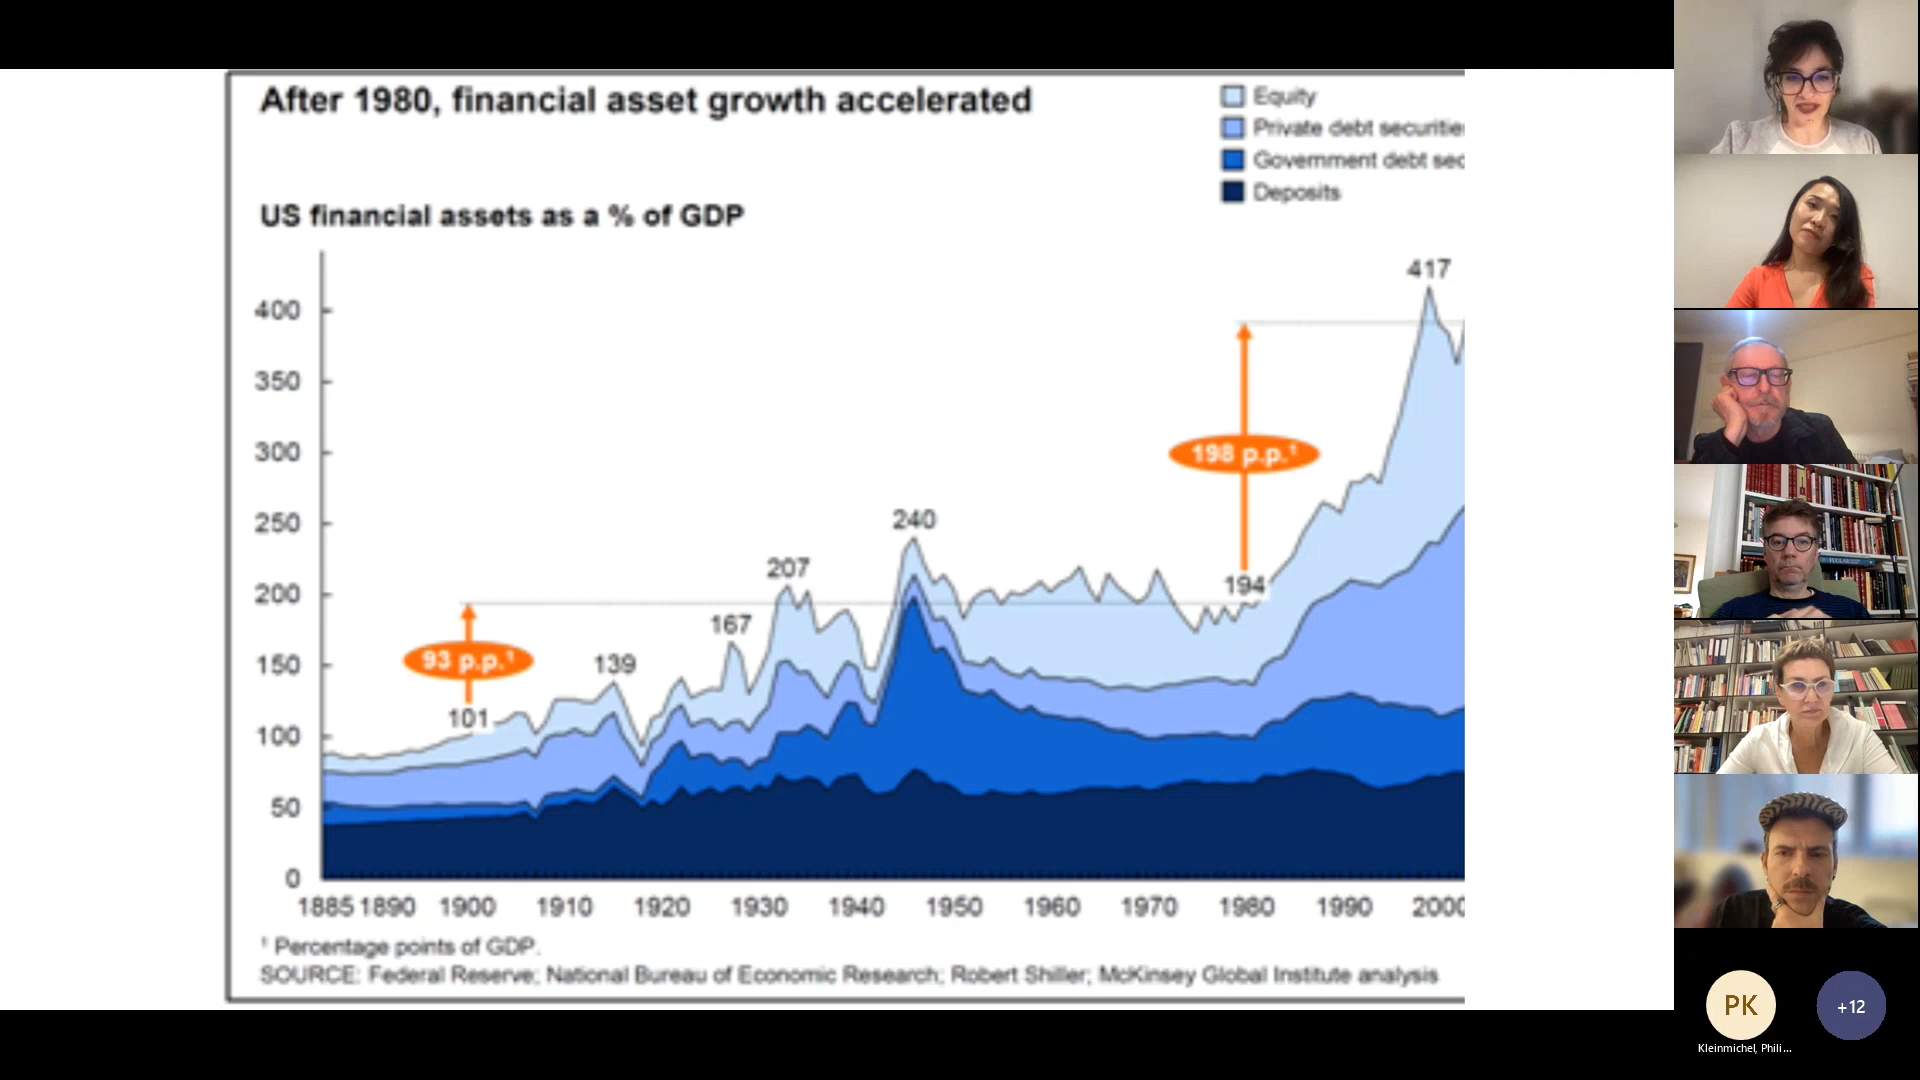 After 1980, financial asset growth accelerated
Equity
Private debt securitie
Government debt sec
Deposits
US financial assets as a % of GDP
417
400
350
300
198 p.p.¹
250
240
207
200
194
167
150
139
93 p.p.¹
101
100
50
0
1885 1890 1900 1910 1920 1930 1940 1950 1960 1970 1980 1990 2000
¹ Percentage points of GDP.
SOURCE: Federal Reserve; National Bureau of Economic Research; Robert Shiller; McKinsey Global Institute analysis
PK
+12
Kleinmichel, Phili...